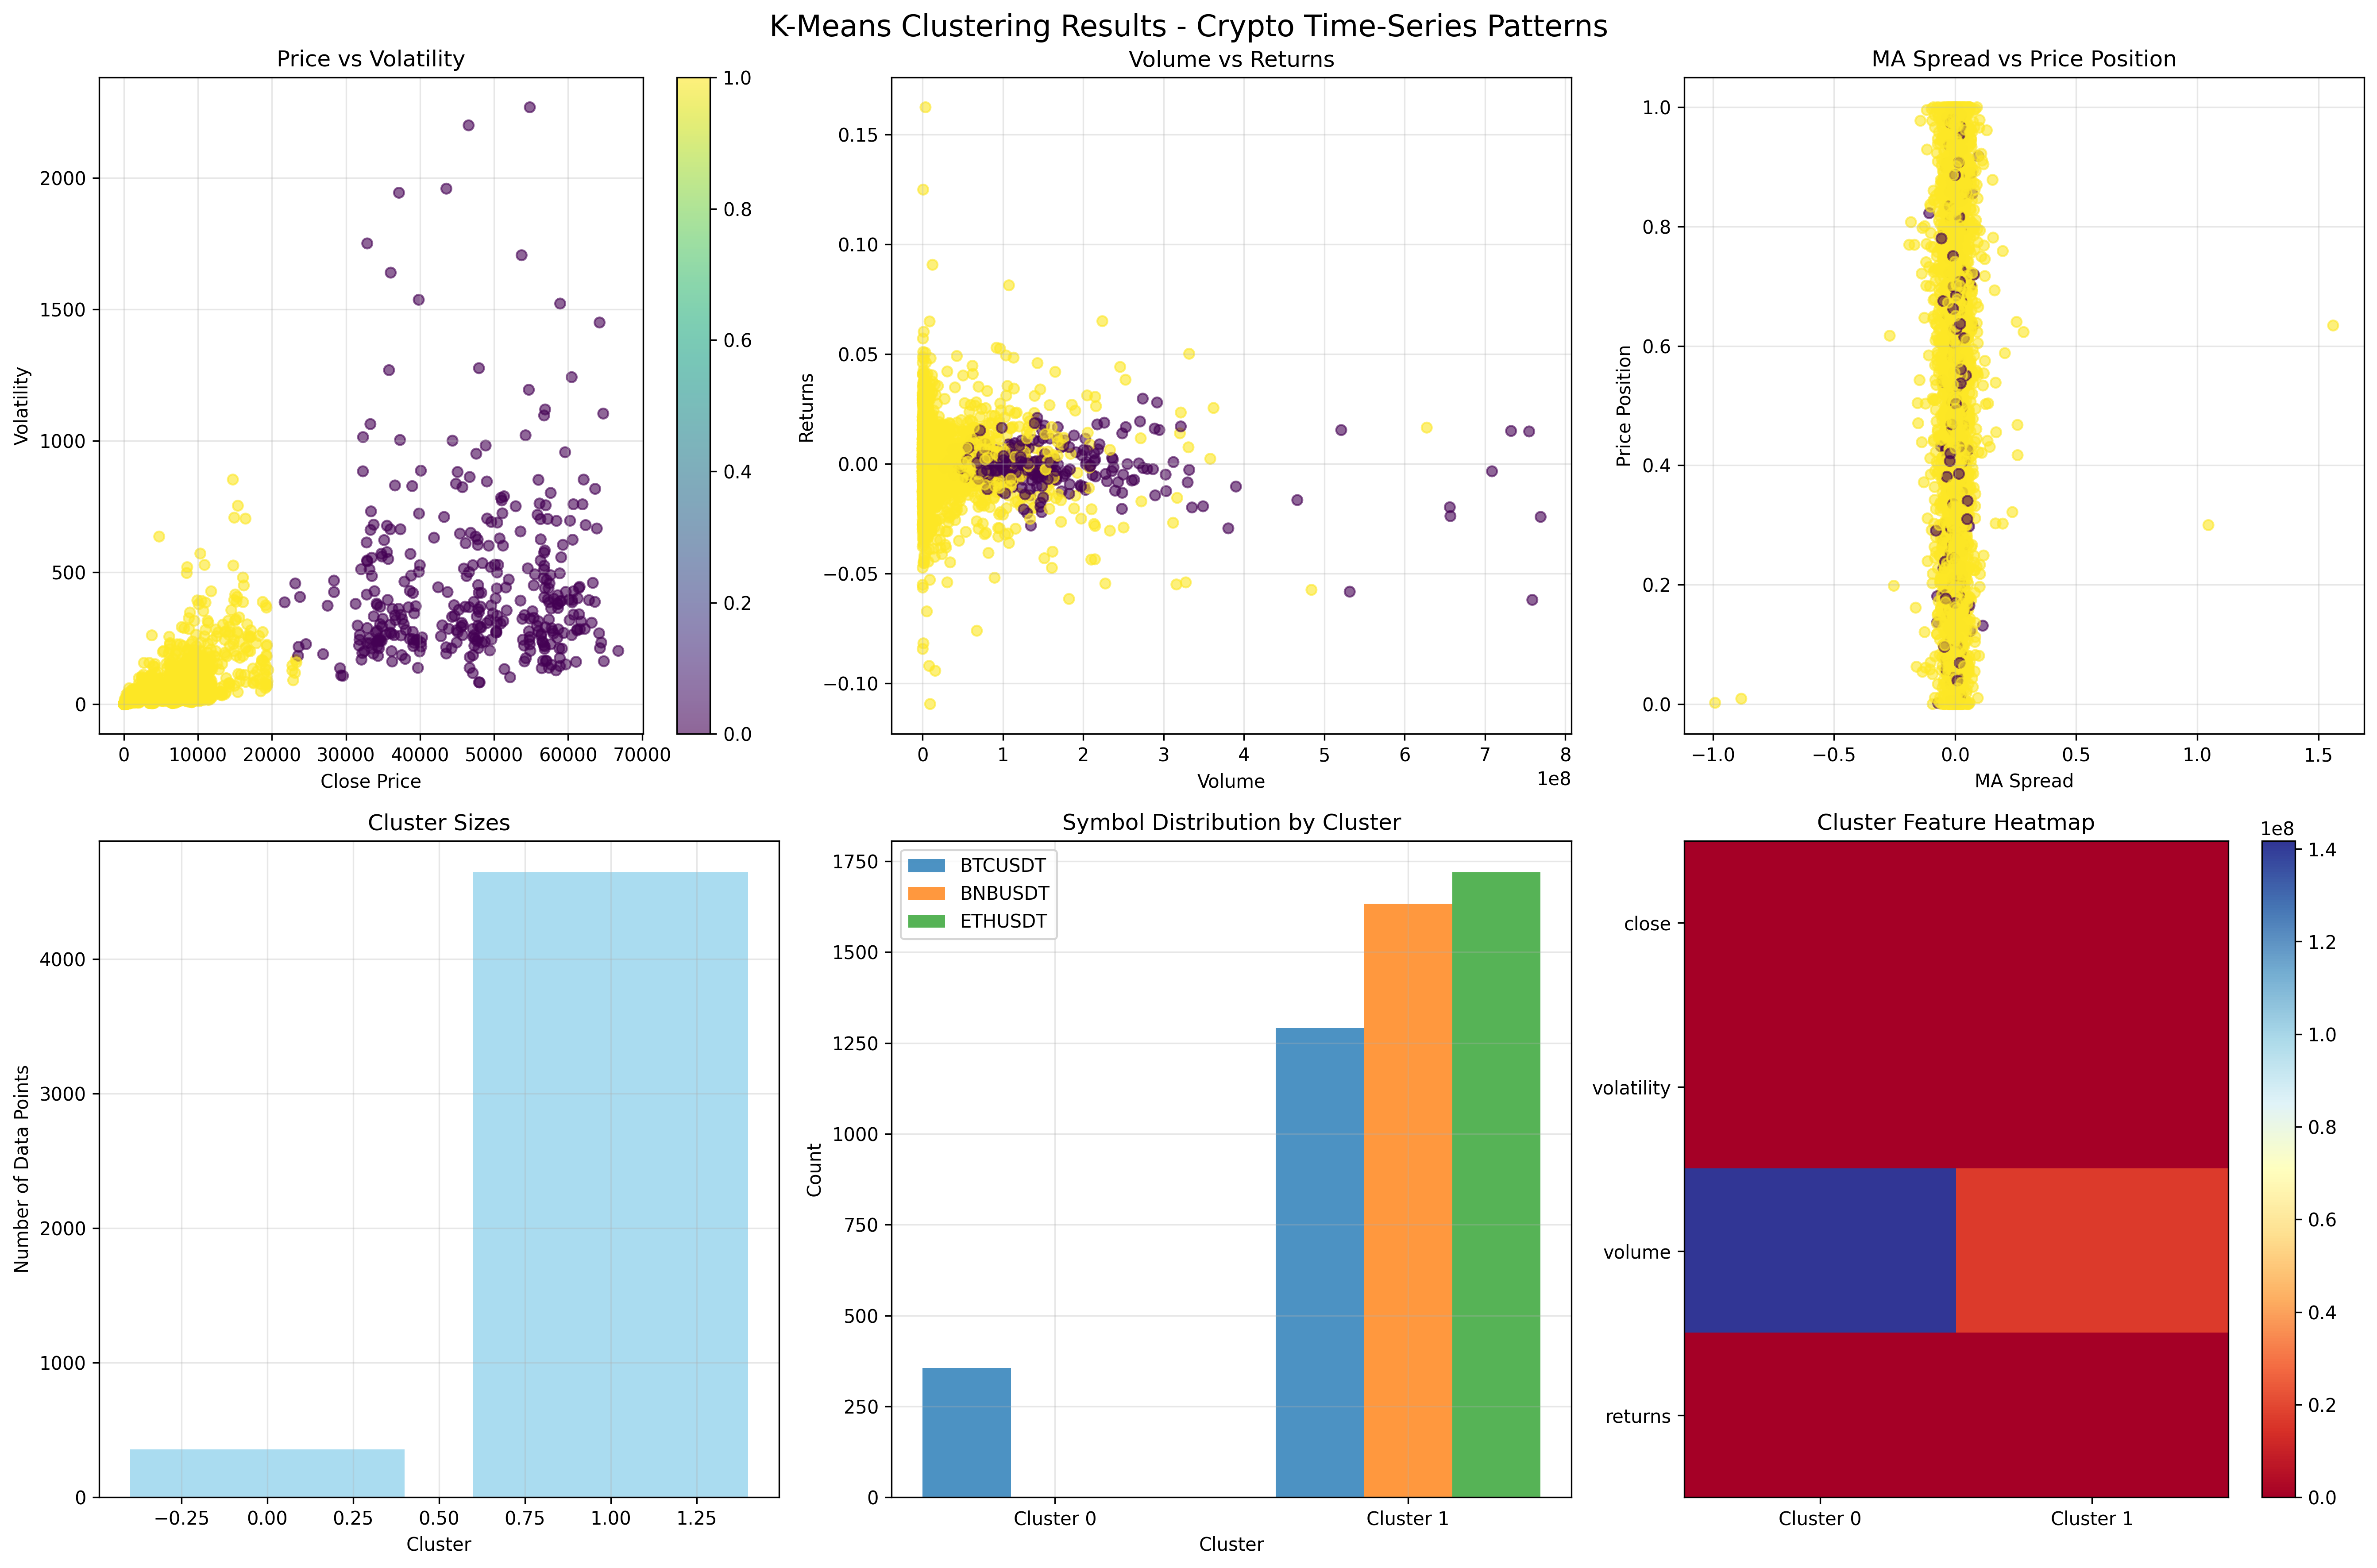 K-Means Clustering Results - Crypto Time-Series Patterns
Price vs Volatility
Volatility
2000
1500
1000
500
0
0 10000 20000 30000 40000 50000 60000 70000
Close Price
1.0
0.8
0.6
0.4
0.2
0.0
Volume vs Returns
Returns
0.15
0.10
0.05
0.00
−0.05
−0.10
0 1 2 3 4 5 6 7 8
1e8
Volume
MA Spread vs Price Position
Price Position
1.0
0.8
0.6
0.4
0.2
0.0
−1.0 −0.5 0.0 0.5 1.0 1.5
MA Spread
Cluster Sizes
Number of Data Points
4000
3000
2000
1000
0
−0.25 0.00 0.25 0.50 0.75 1.00 1.25
Cluster
Symbol Distribution by Cluster
BTCUSDT
BNBUSDT
ETHUSDT
Count
1750
1500
1250
1000
750
500
250
0
Cluster 0 Cluster 1
Cluster
Cluster Feature Heatmap
close
volatility
volume
returns
Cluster 0 Cluster 1
1e8
1.4
1.2
1.0
0.8
0.6
0.4
0.2
0.0